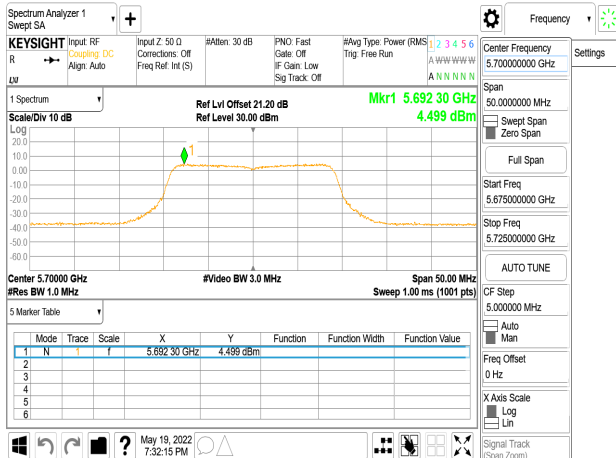 Spectrum Analyzer 1
Swept SA
KEYSIGHT
R
Input: RF
Coupling: DC
Align: Auto
Input Z: 50 Ω
Corrections: Off
Freq Ref: Int (S)
#Atten: 30 dB
PNO: Fast
Gate: Off
IF Gain: Low
Sig Track: Off
#Avg Type: Power (RMS
Trig: Free Run
1 2 3 4 5 6
A W W W W W
A N N N N N
LXI
1 Spectrum
Scale/Div 10 dB
Ref Lvl Offset 21.20 dB
Ref Level 30.00 dBm
Mkr1 5.692 30 GHz
4.499 dBm
Log
20.0
10.0
0.00
-10.0
-20.0
-30.0
-40.0
-50.0
-60.0
1
Center 5.70000 GHz
#Res BW 1.0 MHz
#Video BW 3.0 MHz
Span 50.00 MHz
Sweep 1.00 ms (1001 pts)
5 Marker Table
Mode Trace Scale X Y Function Function Width Function Value
1 N 1 f 5.692 30 GHz 4.499 dBm
2
3
4
5
6
?
May 19, 2022
7:32:15 PM
Frequency
Settings
Center Frequency
5.700000000 GHz
Span
50.0000000 MHz
Swept Span
Zero Span
Full Span
Start Freq
5.675000000 GHz
Stop Freq
5.725000000 GHz
AUTO TUNE
CF Step
5.000000 MHz
Auto
Man
Freq Offset
0 Hz
X Axis Scale
Log
Lin
Signal Track
(Span Zoom)